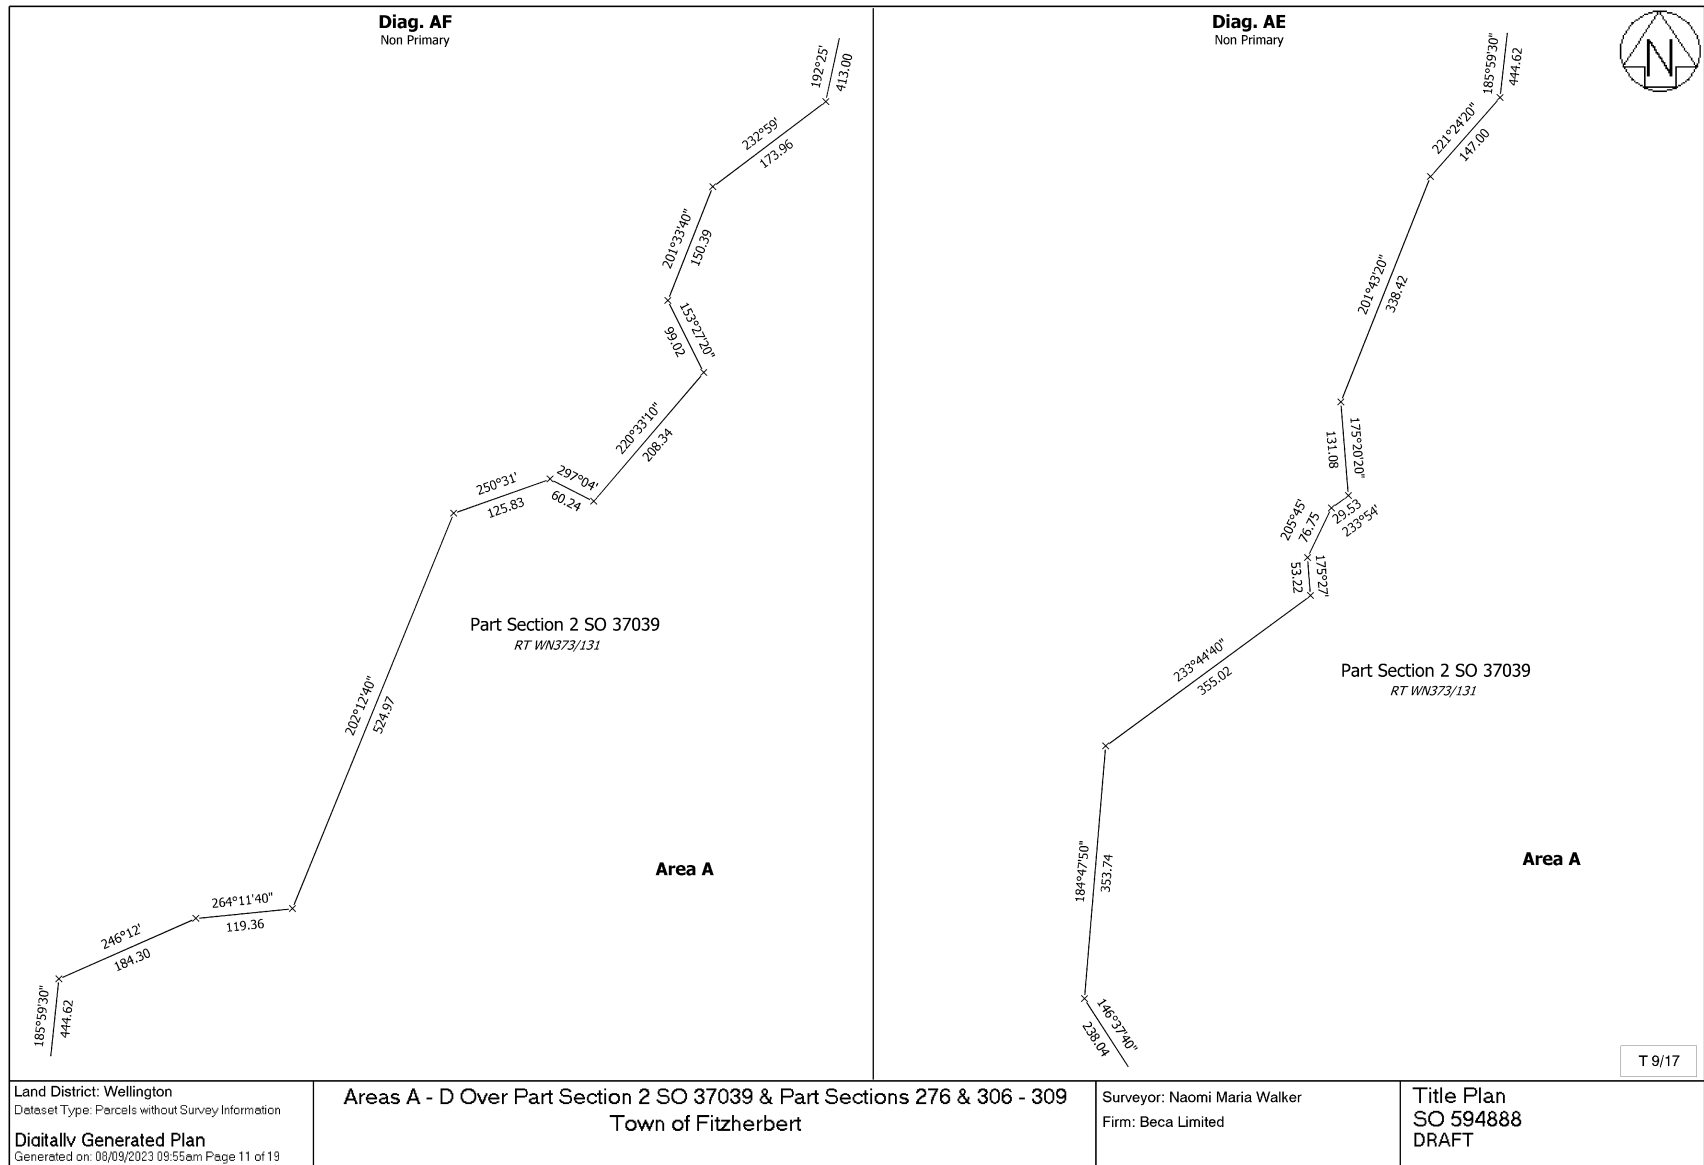 Diag. AF
Non Primary
192°25'
413.00
232°59'
173.96
201°33'40"
150.39
153°27'20"
99.02
220°33'10"
208.34
297°04'
60.24
250°31'
125.83
202°12'40"
524.97
Part Section 2 SO 37039
RT WN373/131
Area A
264°11'40"
119.36
246°12'
184.30
185°59'30"
444.62
Diag. AE
Non Primary
N
185°59'30"
444.62
221°24'20"
147.00
201°43'20"
338.42
175°20'20"
131.08
29.53
233°54'
205°45'
76.75
175°27'
53.22
233°44'40"
355.02
Part Section 2 SO 37039
RT WN373/131
Area A
184°47'50"
353.74
146°37'40"
238.04
T 9/17
Land District: Wellington
Dataset Type: Parcels without Survey Information
Digitally Generated Plan
Generated on: 08/09/2023 09:55am Page 11 of 19
Areas A - D Over Part Section 2 SO 37039 & Part Sections 276 & 306 - 309
Town of Fitzherbert
Surveyor: Naomi Maria Walker
Firm: Beca Limited
Title Plan
SO 594888
DRAFT